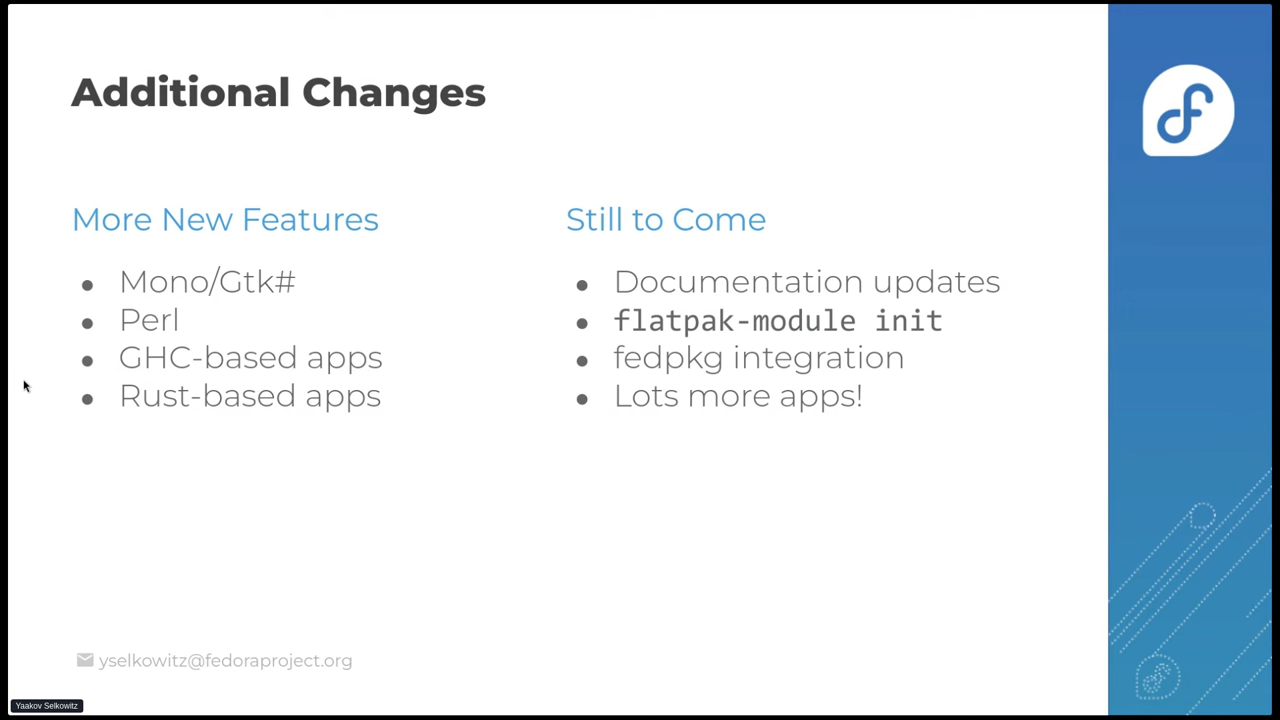 Additional Changes
More New Features
● Mono/Gtk#
● Perl
● GHC-based apps
● Rust-based apps
Still to Come
● Documentation updates
● flatpak-module init
● fedpkg integration
● Lots more apps!
yselkowitz@fedoraproject.org
Yaakov Selkowitz